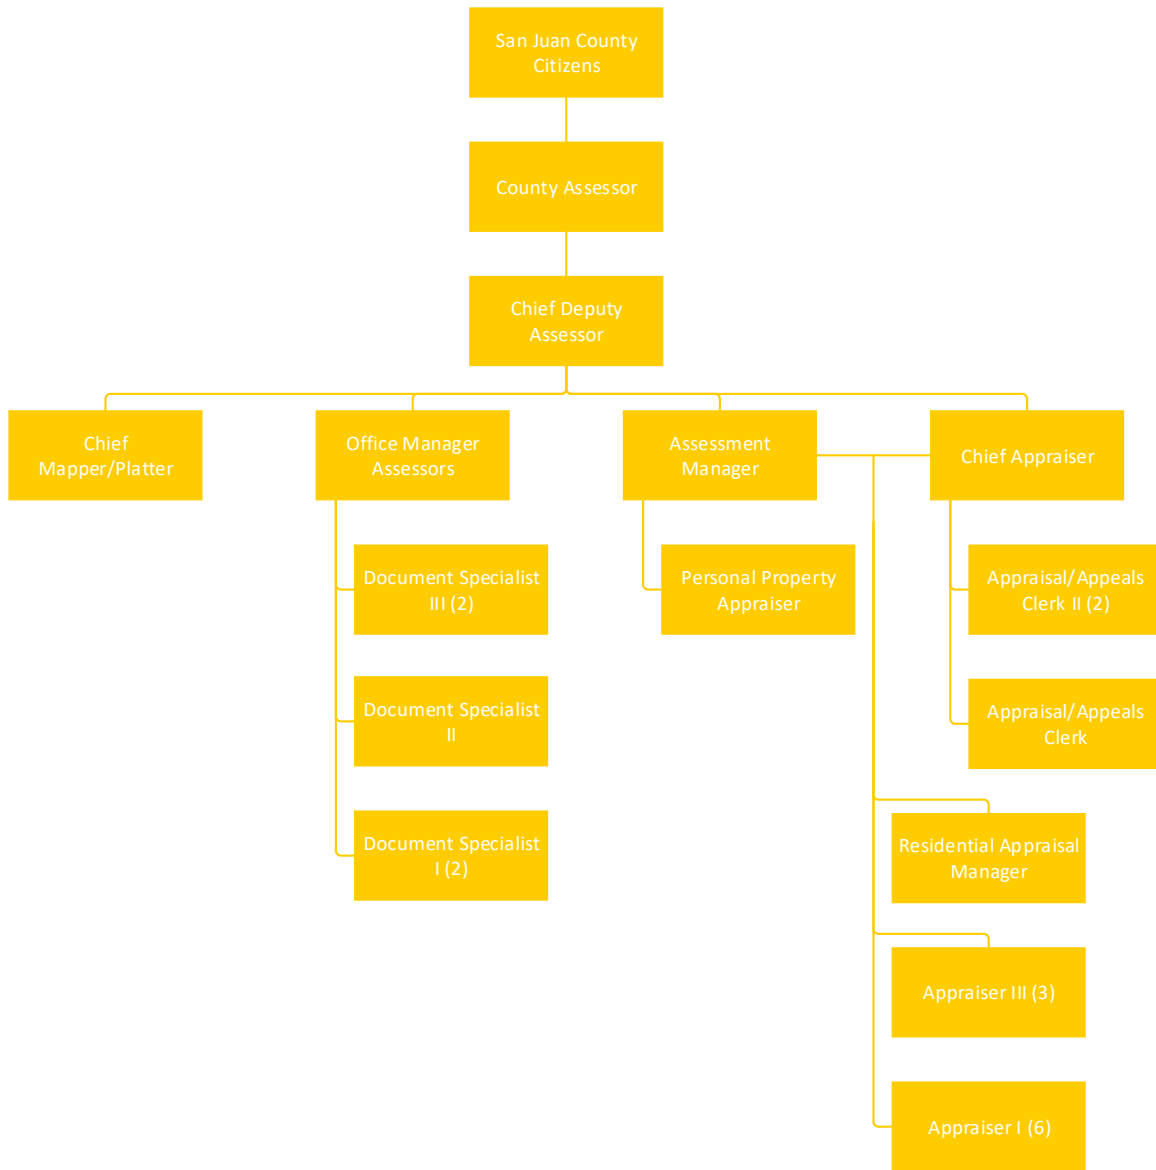 San Juan County
Citizens
County Assessor
Chief Deputy
Assessor
Chief
Mapper/Platter
Office Manager
Assessors
Assessment
Manager
Chief Appraiser
Document Specialist
III (2)
Personal Property
Appraiser
Appraisal/Appeals
Clerk II (2)
Document Specialist
II
Appraisal/Appeals
Clerk
Document Specialist
I (2)
Residential Appraisal
Manager
Appraiser III (3)
Appraiser I (6)